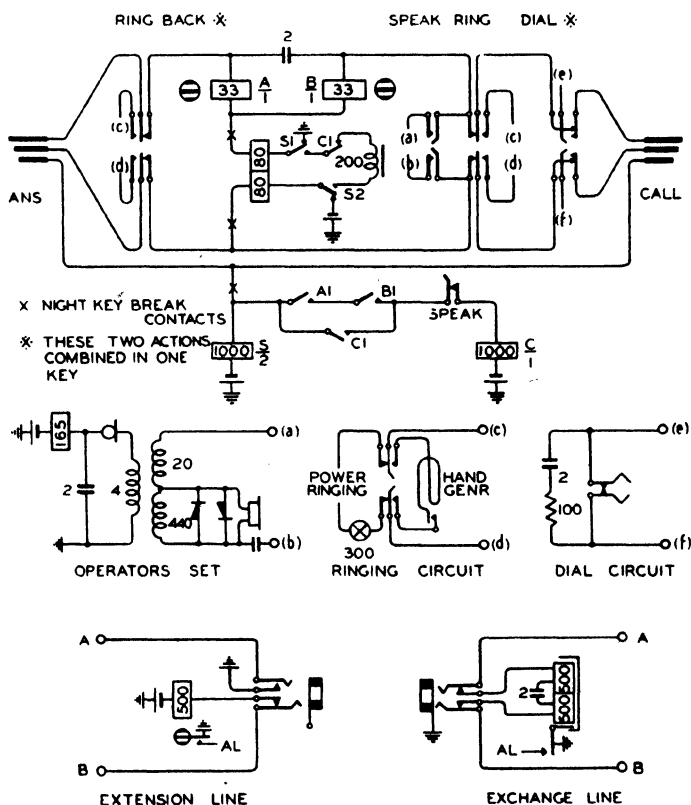 RING BACK ※
SPEAK RING DIAL ※
2
33
A/1
B/1
33
(e)
(c)
(d)
80
80
S1
C1
200
S2
(a)
(b)
(c)
(d)
(f)
ANS
CALL
X NIGHT KEY BREAK
CONTACTS
※ THESE TWO ACTIONS
COMBINED IN ONE
KEY
A1
B1
C1
SPEAK
1000
S/2
1000
C/1
165
2
4
20
440
(a)
(b)
OPERATORS SET
POWER
RINGING
HAND
GENR
300
(c)
(d)
RINGING CIRCUIT
2
100
(e)
(f)
DIAL CIRCUIT
A
500
AL
B
EXTENSION LINE
A
2
500
500
AL
B
EXCHANGE LINE